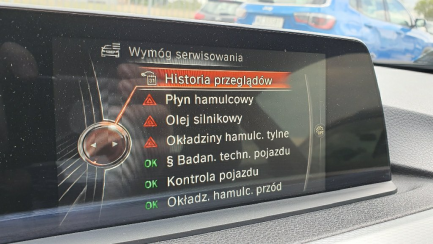 Wymóg serwisowania
Historia przeglądów
Płyn hamulcowy
Olej silnikowy
Okładziny hamulc. tylne
OK § Badan. techn. pojazdu
OK Kontrola pojazdu
OK Okładz. hamulc. przód